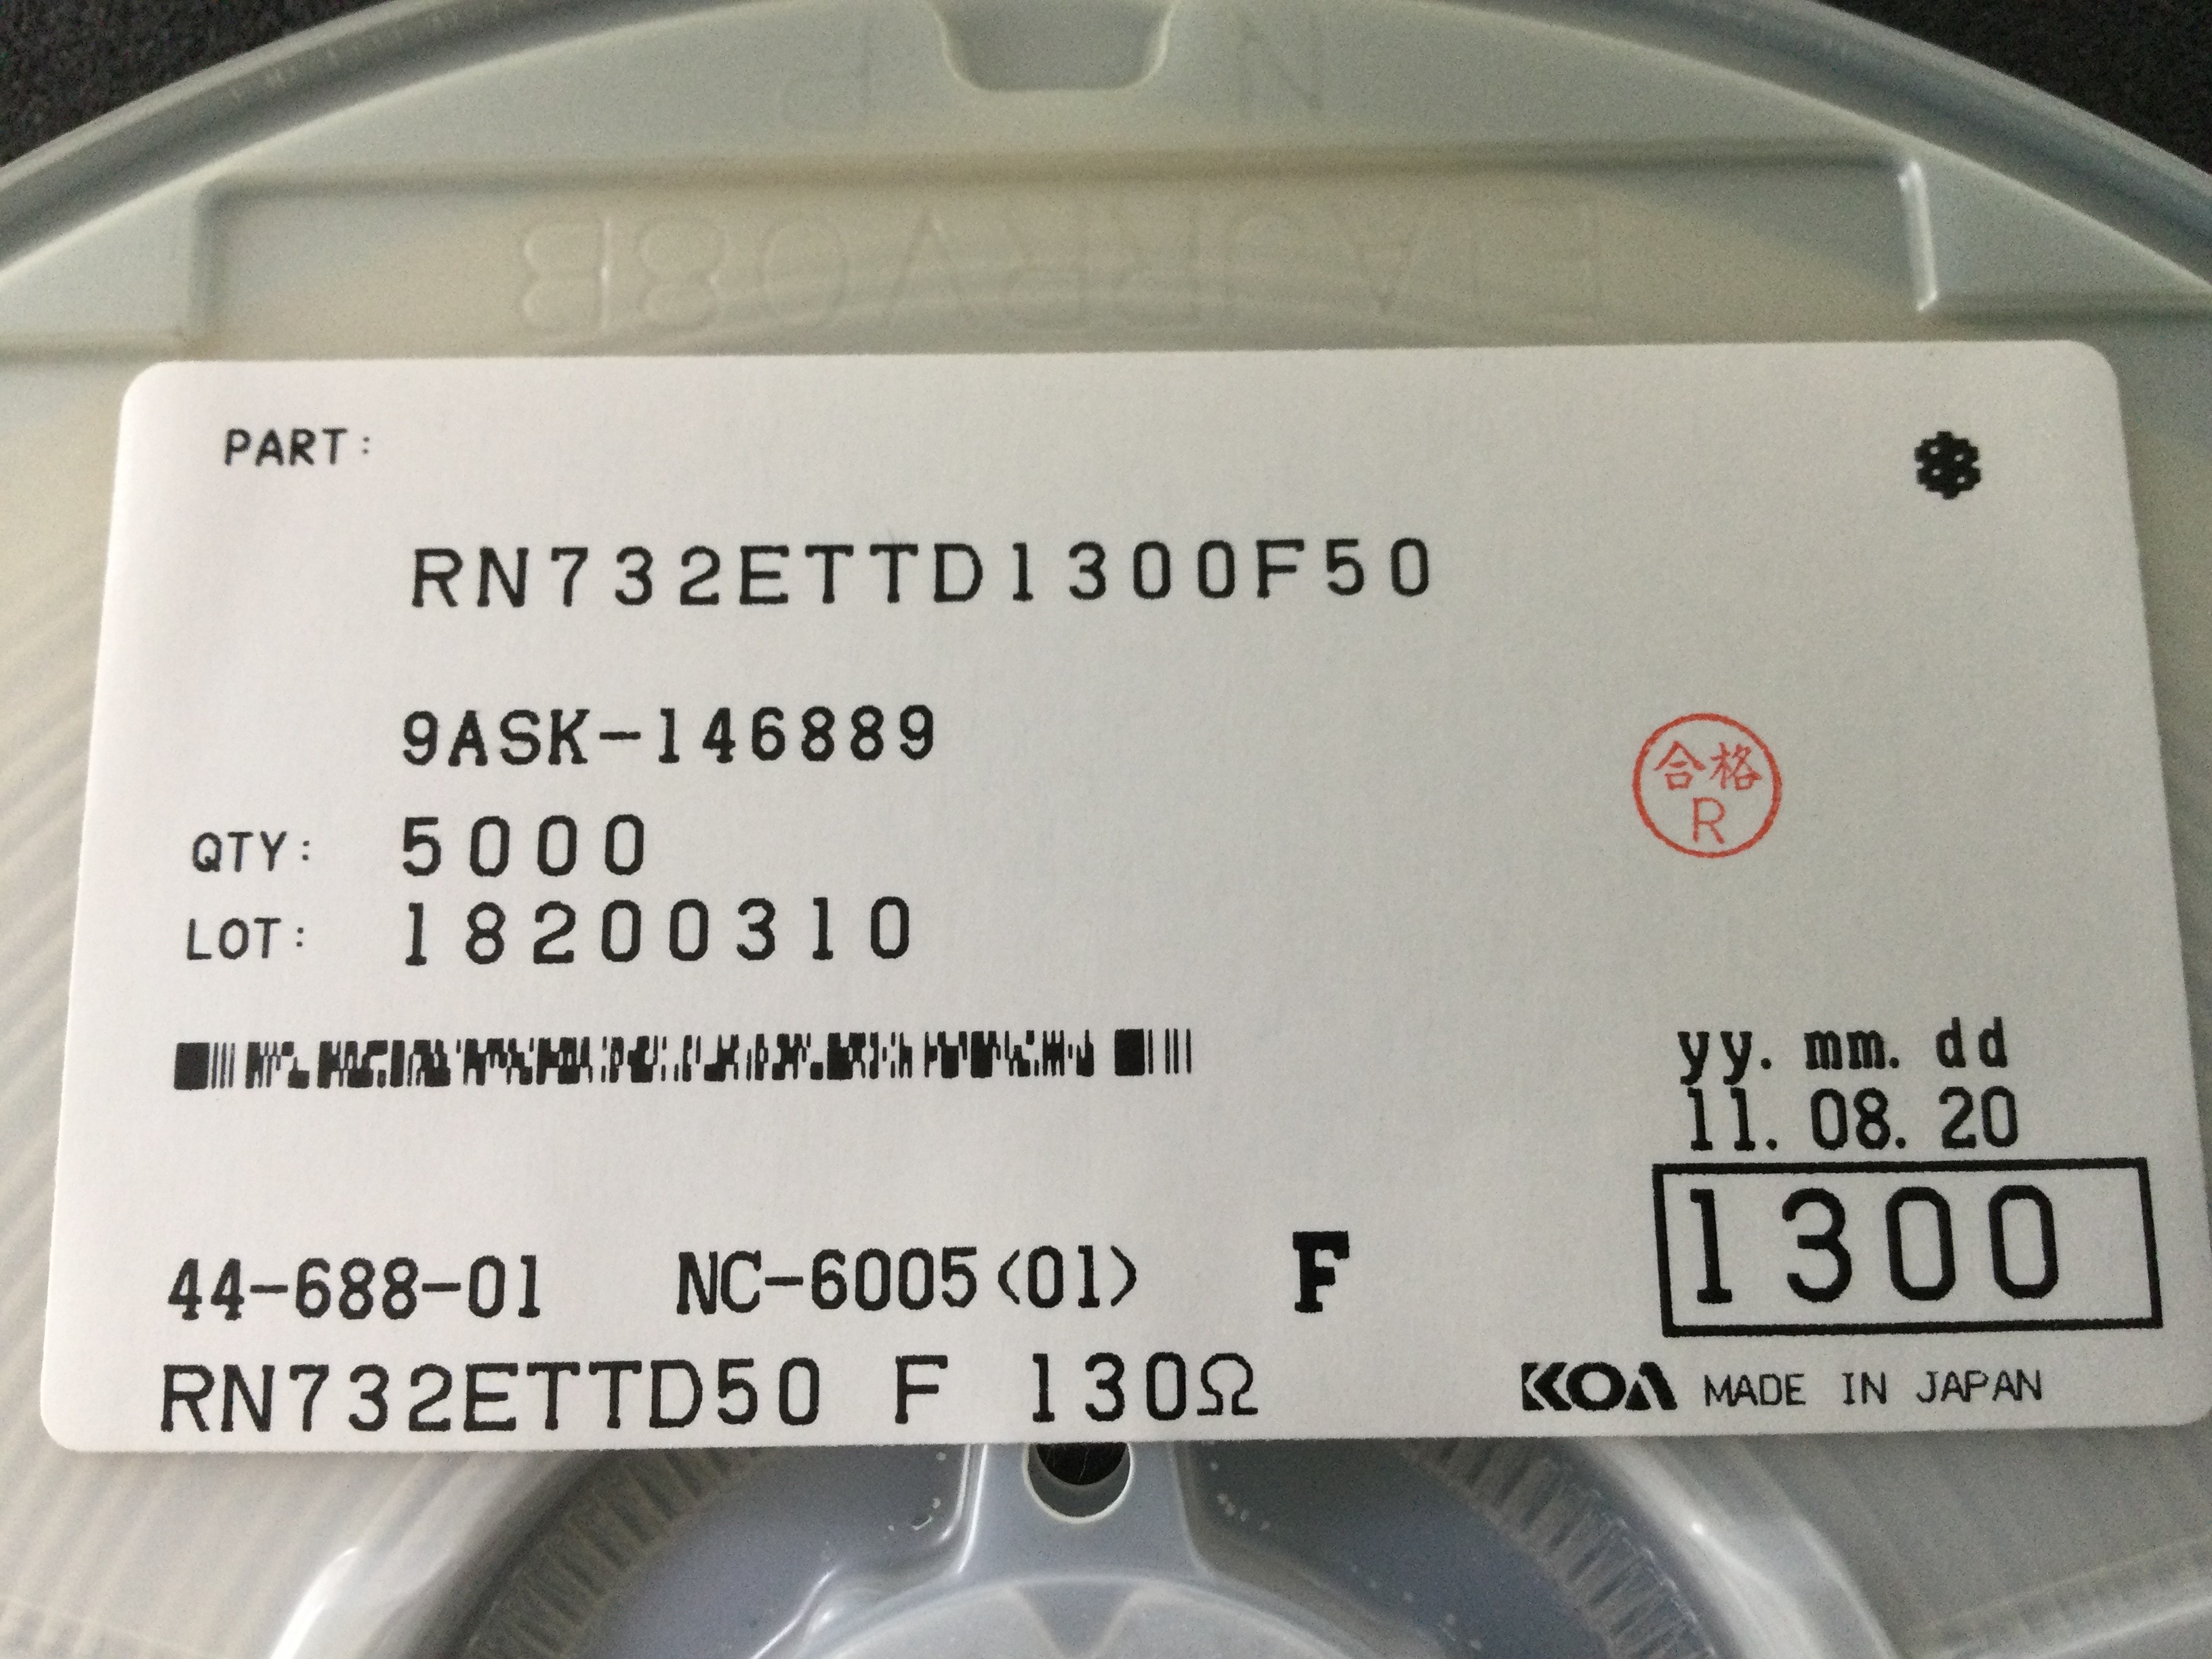 PART:
RN732ETTD1300F50
9ASK-146889
合格
R
QTY: 5000
LOT: 18200310
yy. mm. dd
11. 08. 20
1300
44-688-01 NC-6005<01> F
RN732ETTD50 F 130Ω
KOA MADE IN JAPAN